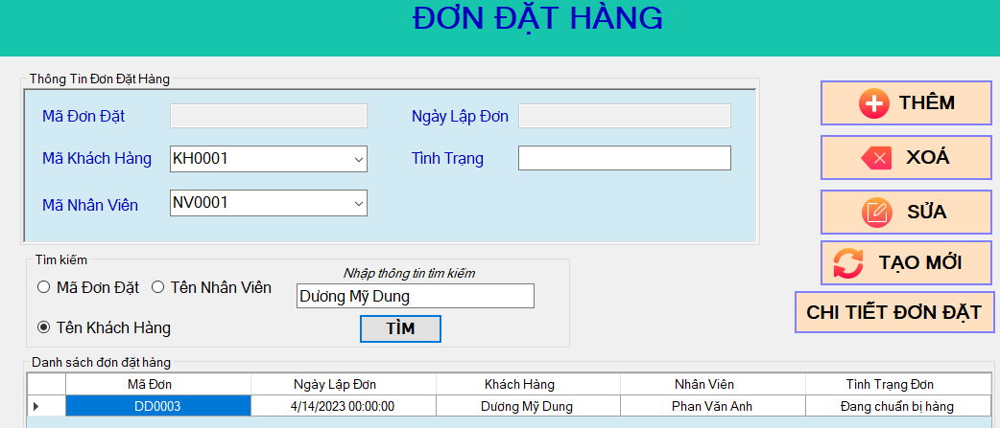 ĐƠN ĐẶT HÀNG
Thông Tin Đơn Đặt Hàng
Mã Đơn Đặt
Ngày Lập Đơn
Mã Khách Hàng KH0001
Tình Trạng
Mã Nhân Viên NV0001
THÊM
XOÁ
SỬA
TẠO MỚI
CHI TIẾT ĐƠN ĐẶT
Tìm kiếm
Mã Đơn Đặt Tên Nhân Viên
Tên Khách Hàng
Nhập thông tin tìm kiếm
Dương Mỹ Dung
TÌM
Danh sách đơn đặt hàng
Mã Đơn Ngày Lập Đơn Khách Hàng Nhân Viên Tình Trạng Đơn
DD0003 4/14/2023 00:00:00 Dương Mỹ Dung Phan Văn Anh Đang chuẩn bị hàng